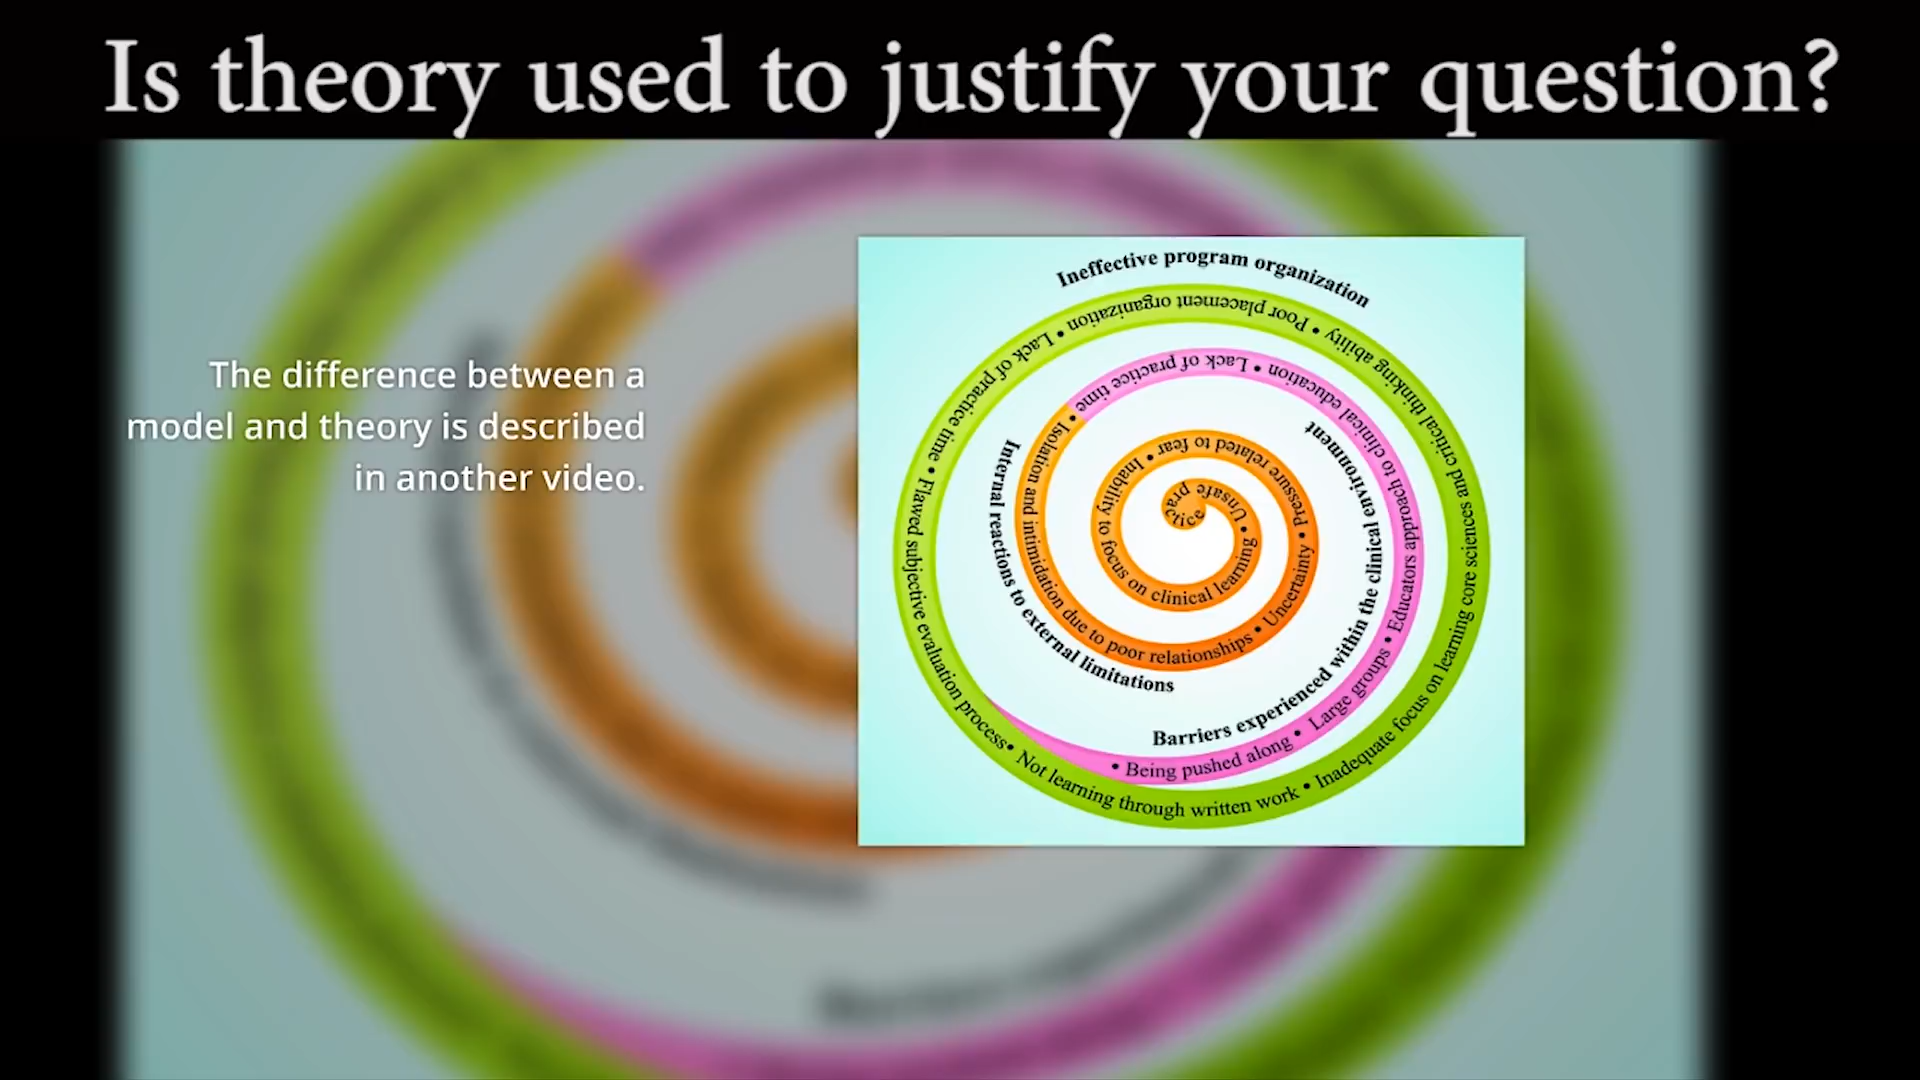 Is theory used to justify your question?
The difference between a
model and theory is described
in another video.
Ineffective program organization
• Lack of practice time • Flawed subjective evaluation process • Not learning through written work • Inadequate focus on learning core sciences and critical thinking ability • Poor placement organization
Barriers experienced within the clinical environment
• Being pushed along • Large groups • Educators approach to clinical education • Lack of practice time
Internal reactions to external limitations
• Isolation and intimidation due to poor relationships • Uncertainty • Pressure related to fear • Inability to focus on clinical learning • Unsafe practice